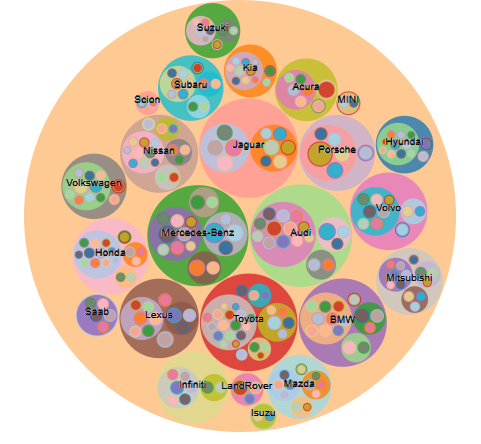 Suzuki
Kia
Subaru
Acura
Scion
MINI
Jaguar
Nissan
Porsche
Hyundai
Volkswagen
Volvo
Mercedes-Benz
Audi
Honda
Mitsubishi
Saab
Lexus
Toyota
BMW
Infiniti
LandRover
Mazda
Isuzu